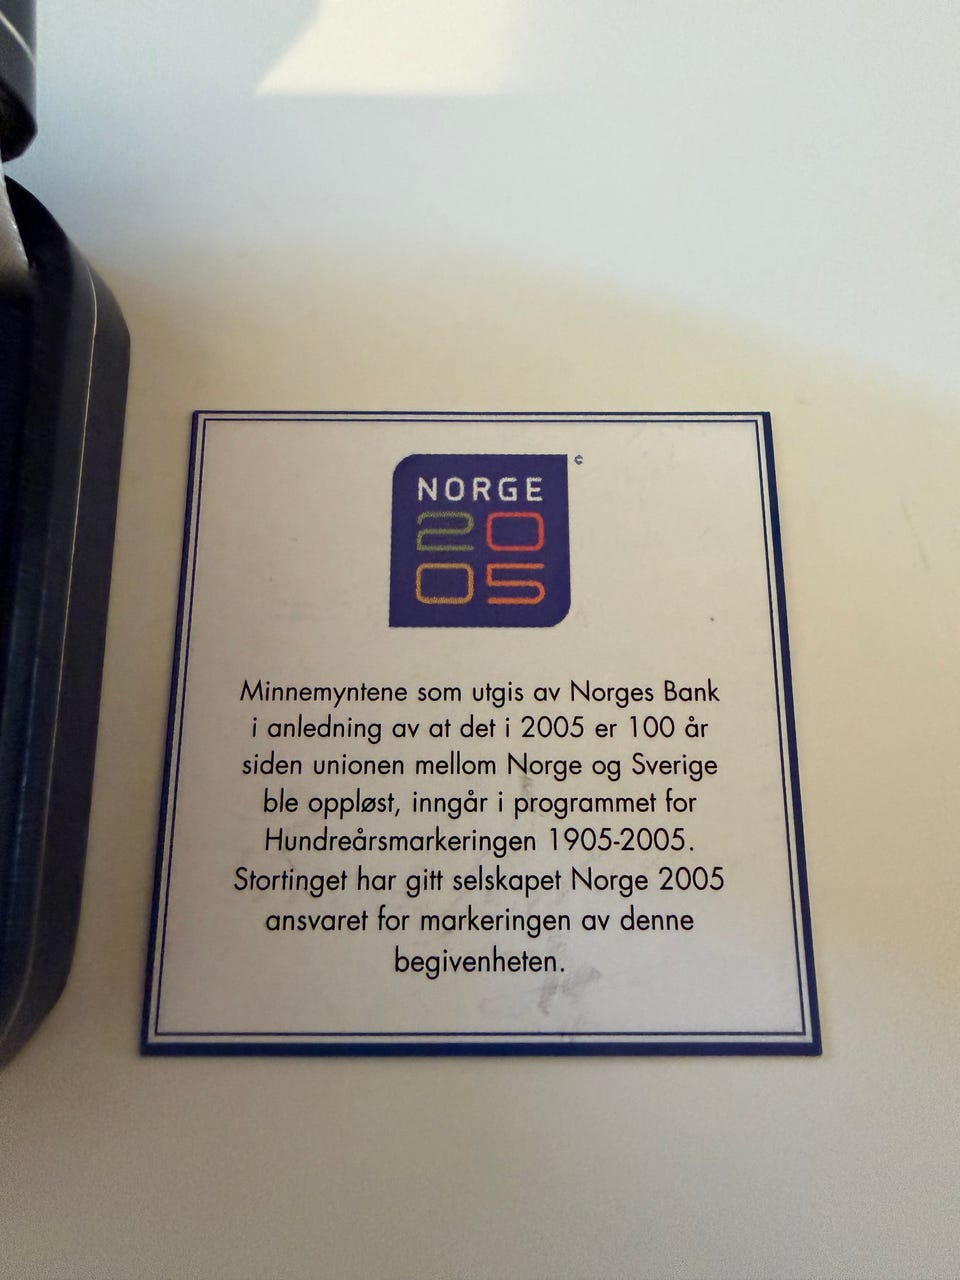 NORGE
20
05
Minnemyntene som utgis av Norges Bank
i anledning av at det i 2005 er 100 år
siden unionen mellom Norge og Sverige
ble oppløst, inngår i programmet for
Hundreårsmarkeringen 1905-2005.
Stortinget har gitt selskapet Norge 2005
ansvaret for markeringen av denne
begivenheten.